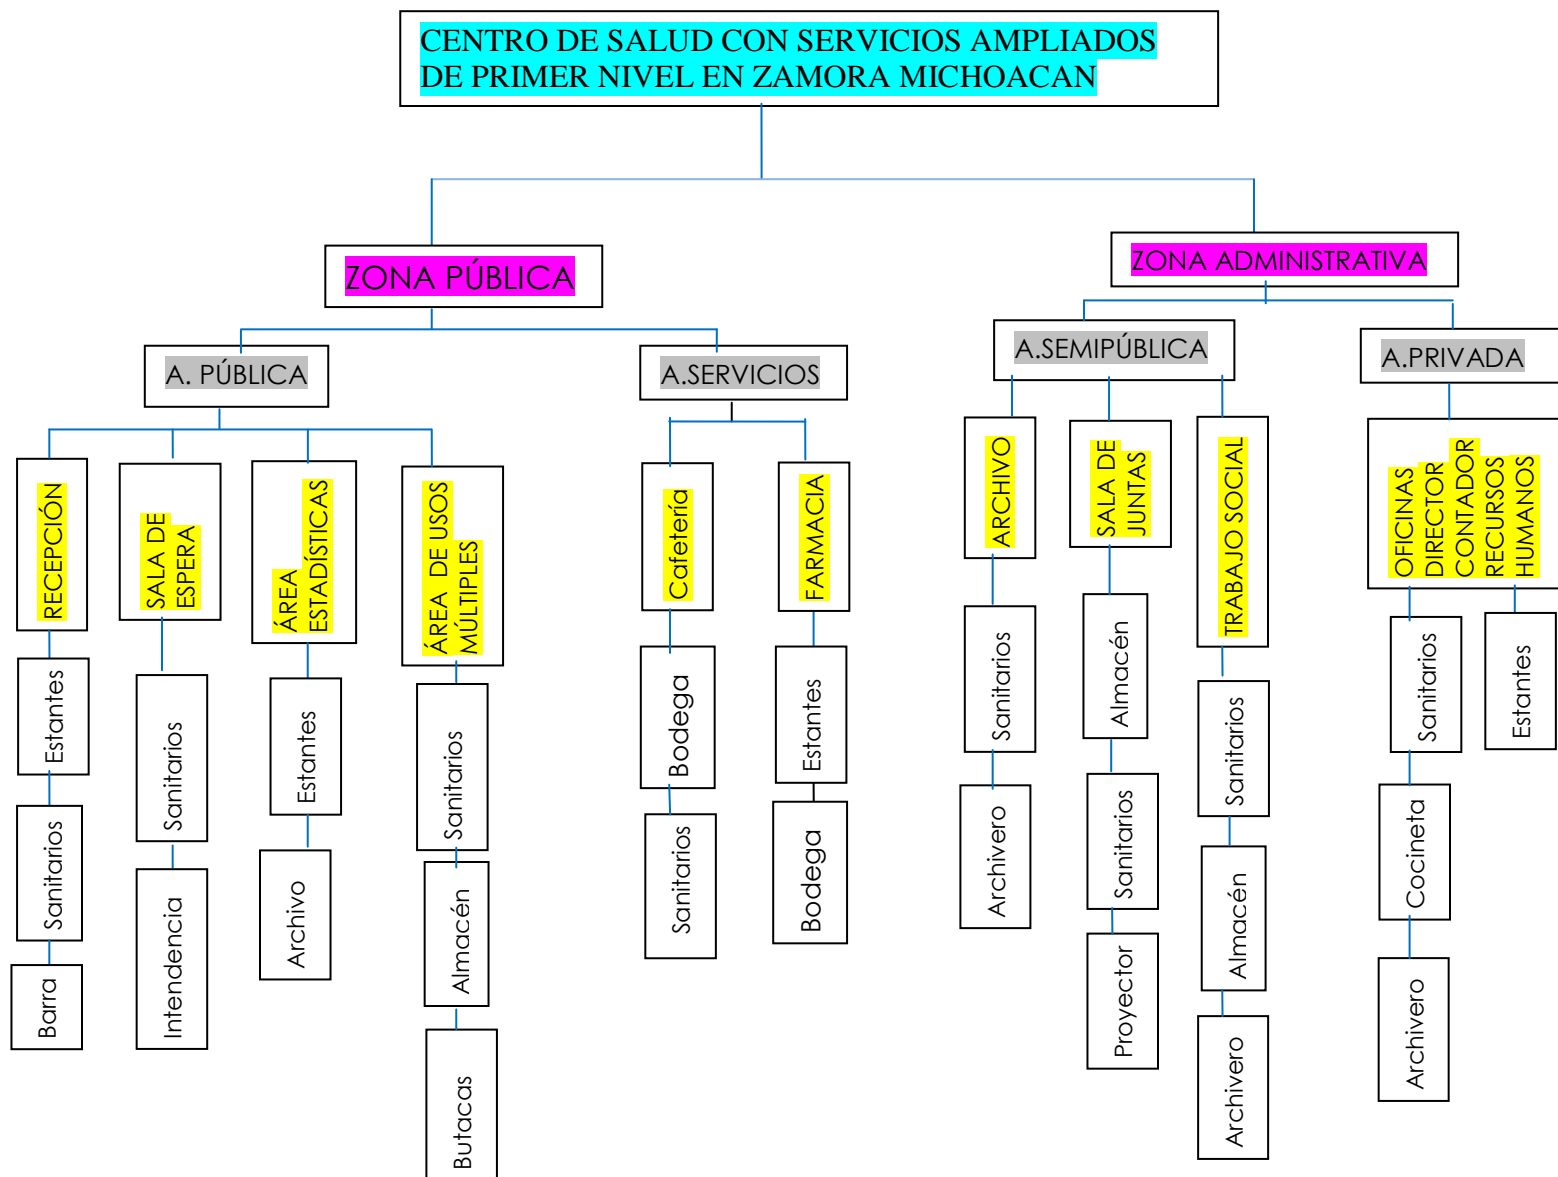 CENTRO DE SALUD CON SERVICIOS AMPLIADOS
DE PRIMER NIVEL EN ZAMORA MICHOACAN
ZONA PÚBLICA
ZONA ADMINISTRATIVA
A. PÚBLICA
A.SERVICIOS
A.SEMIPÚBLICA
A.PRIVADA
RECEPCIÓN
SALA DE
ESPERA
ÁREA
ESTADÍSTICAS
ÁREA DE USOS
MÚLTIPLES
Cafetería
FARMACIA
ARCHIVO
SALA DE
JUNTAS
TRABAJO SOCIAL
OFICINAS
DIRECTOR
CONTADOR
RECURSOS
HUMANOS
Estantes
Sanitarios
Estantes
Sanitarios
Bodega
Estantes
Sanitarios
Almacén
Sanitarios
Sanitarios
Estantes
Sanitarios
Intendencia
Archivo
Almacén
Sanitarios
Bodega
Archivero
Sanitarios
Almacén
Cocineta
Barra
Butacas
Proyector
Archivero
Archivero